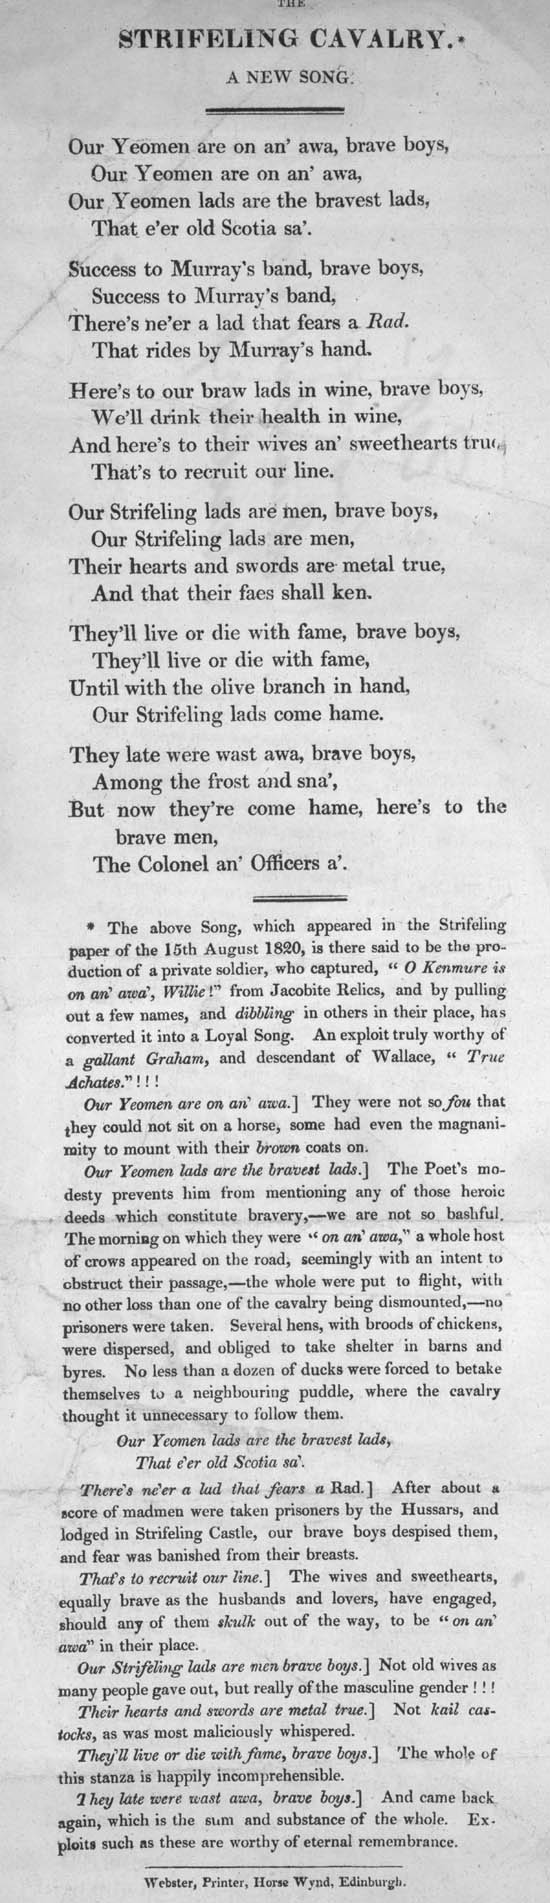 THE
STRIFELING CAVALRY.*
A NEW SONG.
Our Yeomen are on an' awa, brave boys,
Our Yeomen are on an' awa,
Our Yeomen lads are the bravest lads,
That e'er old Scotia sa'.
Success to Murray's band, brave boys,
Success to Murray's band,
There's ne'er a lad that fears a Rad.
That rides by Murray's hand.
Here's to our braw lads in wine, brave boys,
We'll drink their health in wine,
And here's to their wives an' sweethearts true,
That's to recruit our line.
Our Strifeling lads are men, brave boys,
Our Strifeling lads are men,
Their hearts and swords are metal true,
And that their faes shall ken.
They'll live or die with fame, brave boys,
They'll live or die with fame,
Until with the olive branch in hand,
Our Strifeling lads come hame.
They late were wast awa, brave boys,
Among the frost and sna',
But now they're come hame, here's to the
brave men,
The Colonel an' Officers a'.
* The above Song, which appeared in the Strifeling
paper of the 15th August 1820, is there said to be the pro-
duction of a private soldier, who captured, “ O Kenmure is
on an' awa', Willie!” from Jacobite Relics, and by pulling
out a few names, and dibbling in others in their place, has
converted it into a Loyal Song. An exploit truly worthy of
a gallant Graham, and descendant of Wallace, “ True
Achates.”!!!
Our Yeomen are on an' awa.] They were not so fou that
they could not sit on a horse, some had even the magnani-
mity to mount with their brown coats on.
Our Yeomen lads are the bravest lads.] The Poet's mo-
desty prevents him from mentioning any of those heroic
deeds which constitute bravery,—we are not so bashful.
The morning on which they were “ on an' awa,” a whole host
of crows appeared on the road, seemingly with an intent to
obstruct their passage,—the whole were put to flight, with
no other loss than one of the cavalry being dismounted,—no
prisoners were taken. Several hens, with broods of chickens,
were dispersed, and obliged to take shelter in barns and
byres. No less than a dozen of ducks were forced to betake
themselves to a neighbouring puddle, where the cavalry
thought it unnecessary to follow them.
Our Yeomen lads are the bravest lads,
That e'er old Scotia sa'.
There's ne'er a lad that fears a Rad.] After about a
score of madmen were taken prisoners by the Hussars, and
lodged in Strifeling Castle, our brave boys despised them,
and fear was banished from their breasts.
That's to recruit our line.] The wives and sweethearts,
equally brave as the husbands and lovers, have engaged,
should any of them skulk out of the way, to be “ on an'
awa” in their place.
Our Strifeling lads are men brave boys.] Not old wives as
many people gave out, but really of the masculine gender!!!
Their hearts and swords are metal true.] Not kail cas-
tocks, as was most maliciously whispered.
They'll live or die with fame, brave boys.] The whole of
this stanza is happily incomprehensible.
They late were wast awa, brave boys.] And came back
again, which is the sum and substance of the whole. Ex-
ploits such as these are worthy of eternal remembrance.
Webster, Printer, Horse Wynd, Edinburgh.